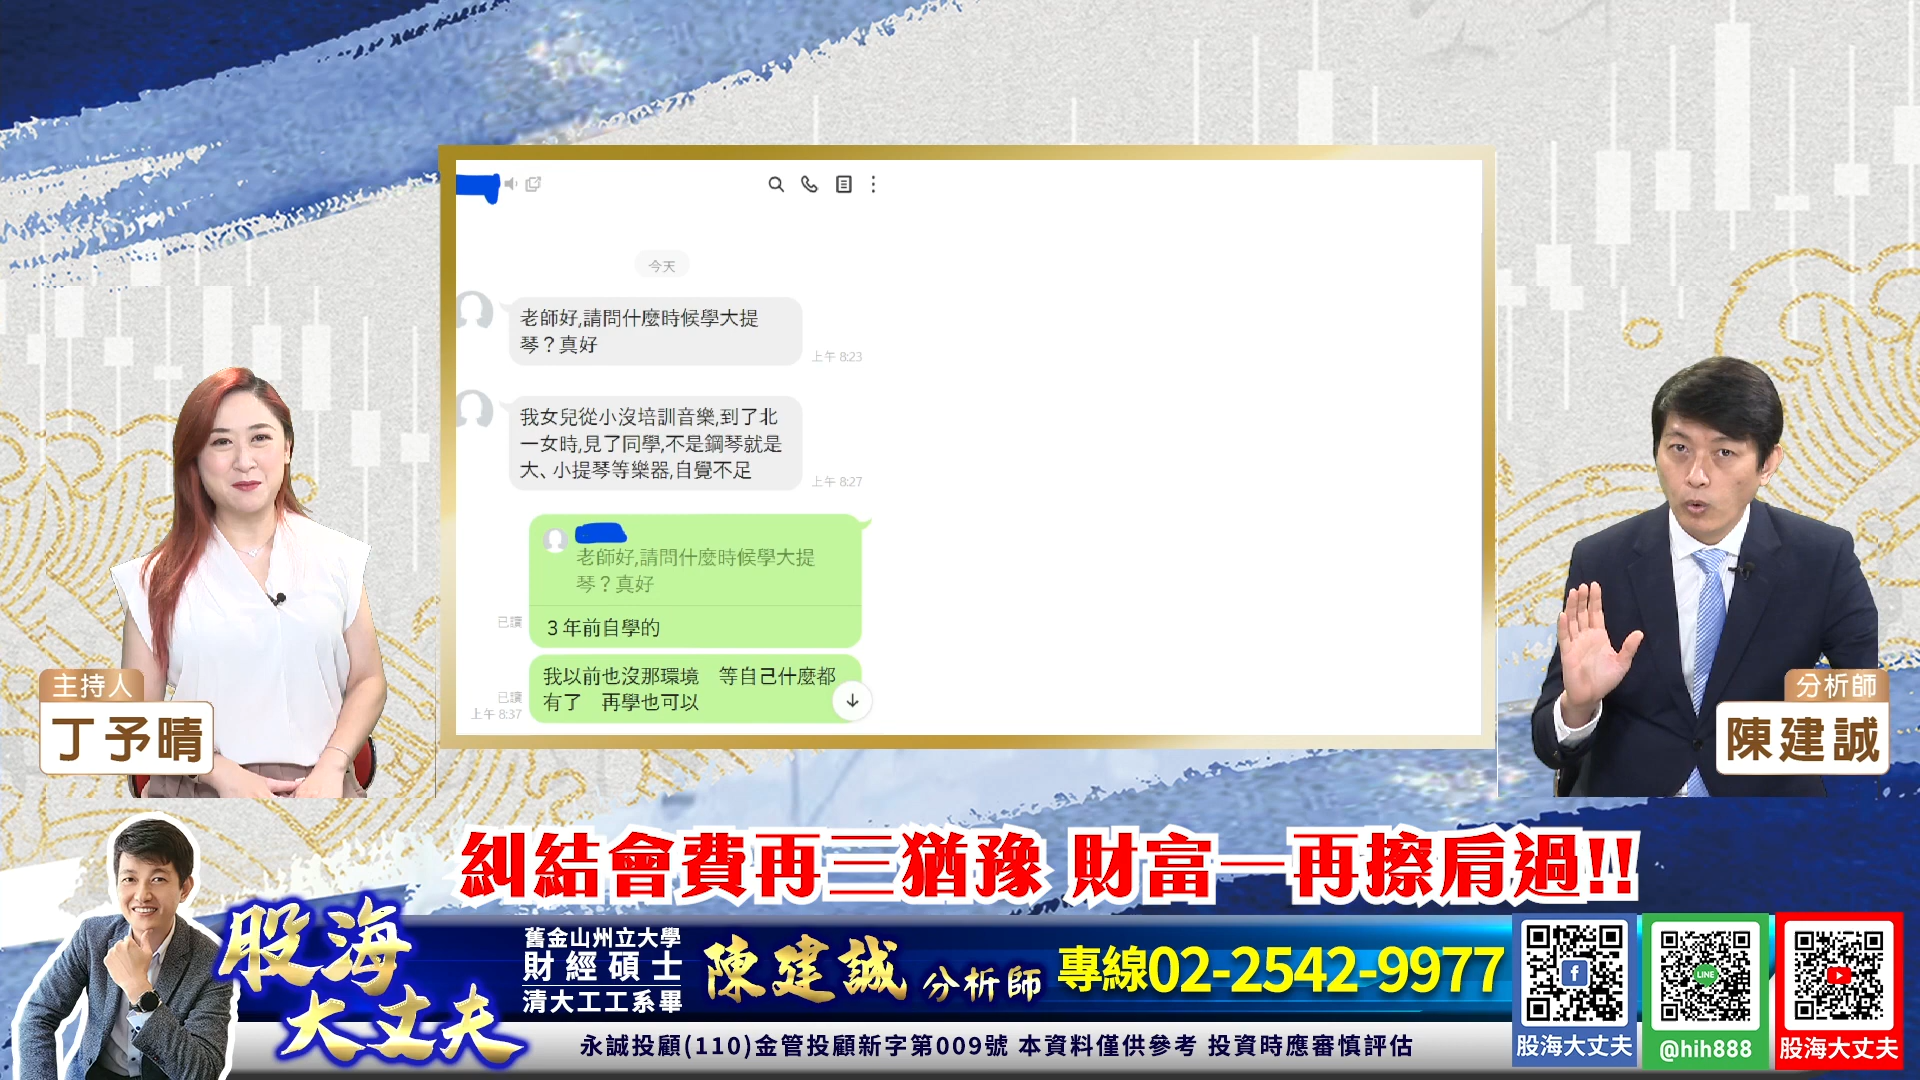 今天
老師好,請問什麼時候學大提
琴？真好
上午 8:23
我女兒從小沒培訓音樂,到了北
一女時,見了同學,不是鋼琴就是
大、小提琴等樂器,自覺不足
上午 8:27
老師好,請問什麼時候學大提
琴？真好
已讀
３年前自學的
我以前也沒那環境　等自己什麼都
有了　再學也可以
已讀
上午 8:37
主持人
丁予晴
分析師
陳建誠
糾結會費再三猶豫 財富一再擦肩過!!
股海
大丈夫
舊金山州立大學
財經碩士
清大工工系畢
陳建誠 分析師
專線02-2542-9977
永誠投顧(110)金管投顧新字第009號 本資料僅供參考 投資時應審慎評估
股海大丈夫
LINE
@hih888
股海大丈夫